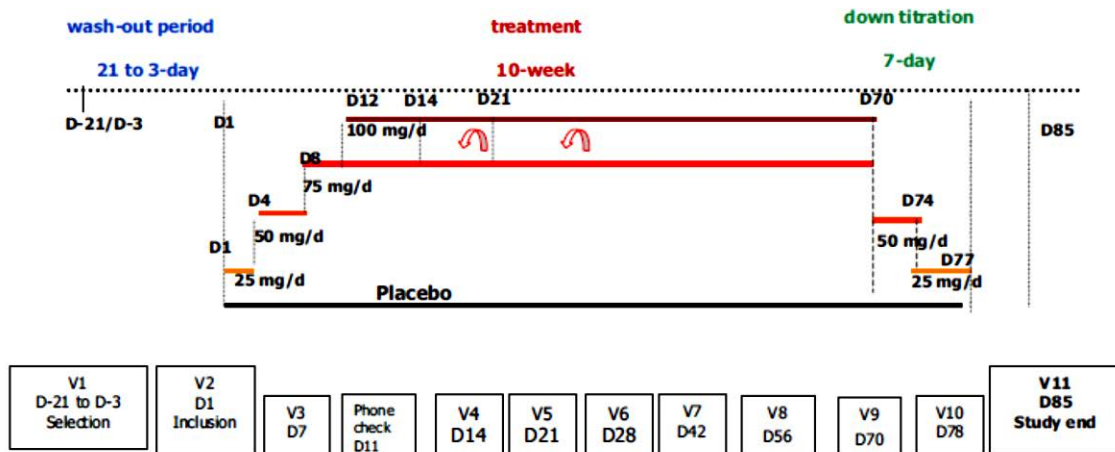 wash-out period
21 to 3-day
treatment
10-week
down titration
7-day
D-21/D-3
D1
D12
D14
D21
D70
D85
100 mg/d
D8
75 mg/d
D4
50 mg/d
D1
25 mg/d
D74
50 mg/d
D77
25 mg/d
Placebo
V1
D-21 to D-3
Selection
V2
D1
Inclusion
V3
D7
Phone
check
D11
V4
D14
V5
D21
V6
D28
V7
D42
V8
D56
V9
D70
V10
D78
V11
D85
Study end